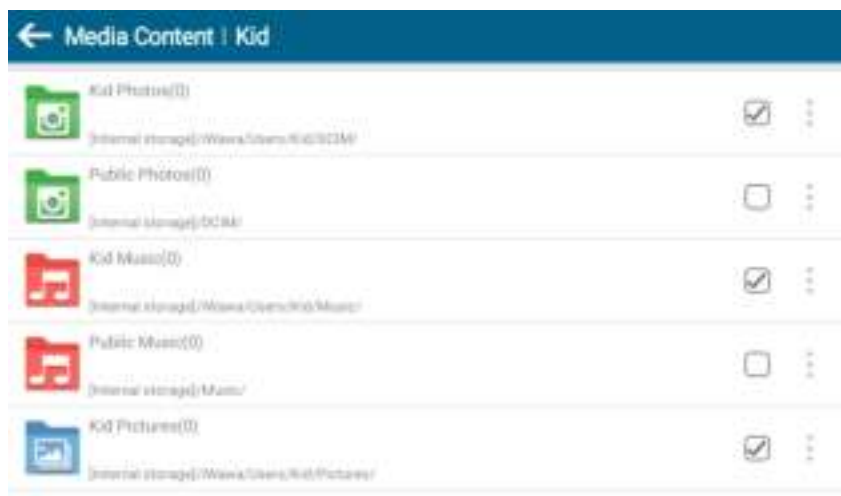 Media Content | Kid
Kid Photos(0)
[internal storage]/Wawa/Users/Kid/DCIM/
Public Photos(0)
[internal storage]/DCIM/
Kid Music(0)
[internal storage]/Wawa/Users/Kid/Music/
Public Music(0)
[internal storage]/Music/
Kid Pictures(0)
[internal storage]/Wawa/Users/Kid/Pictures/